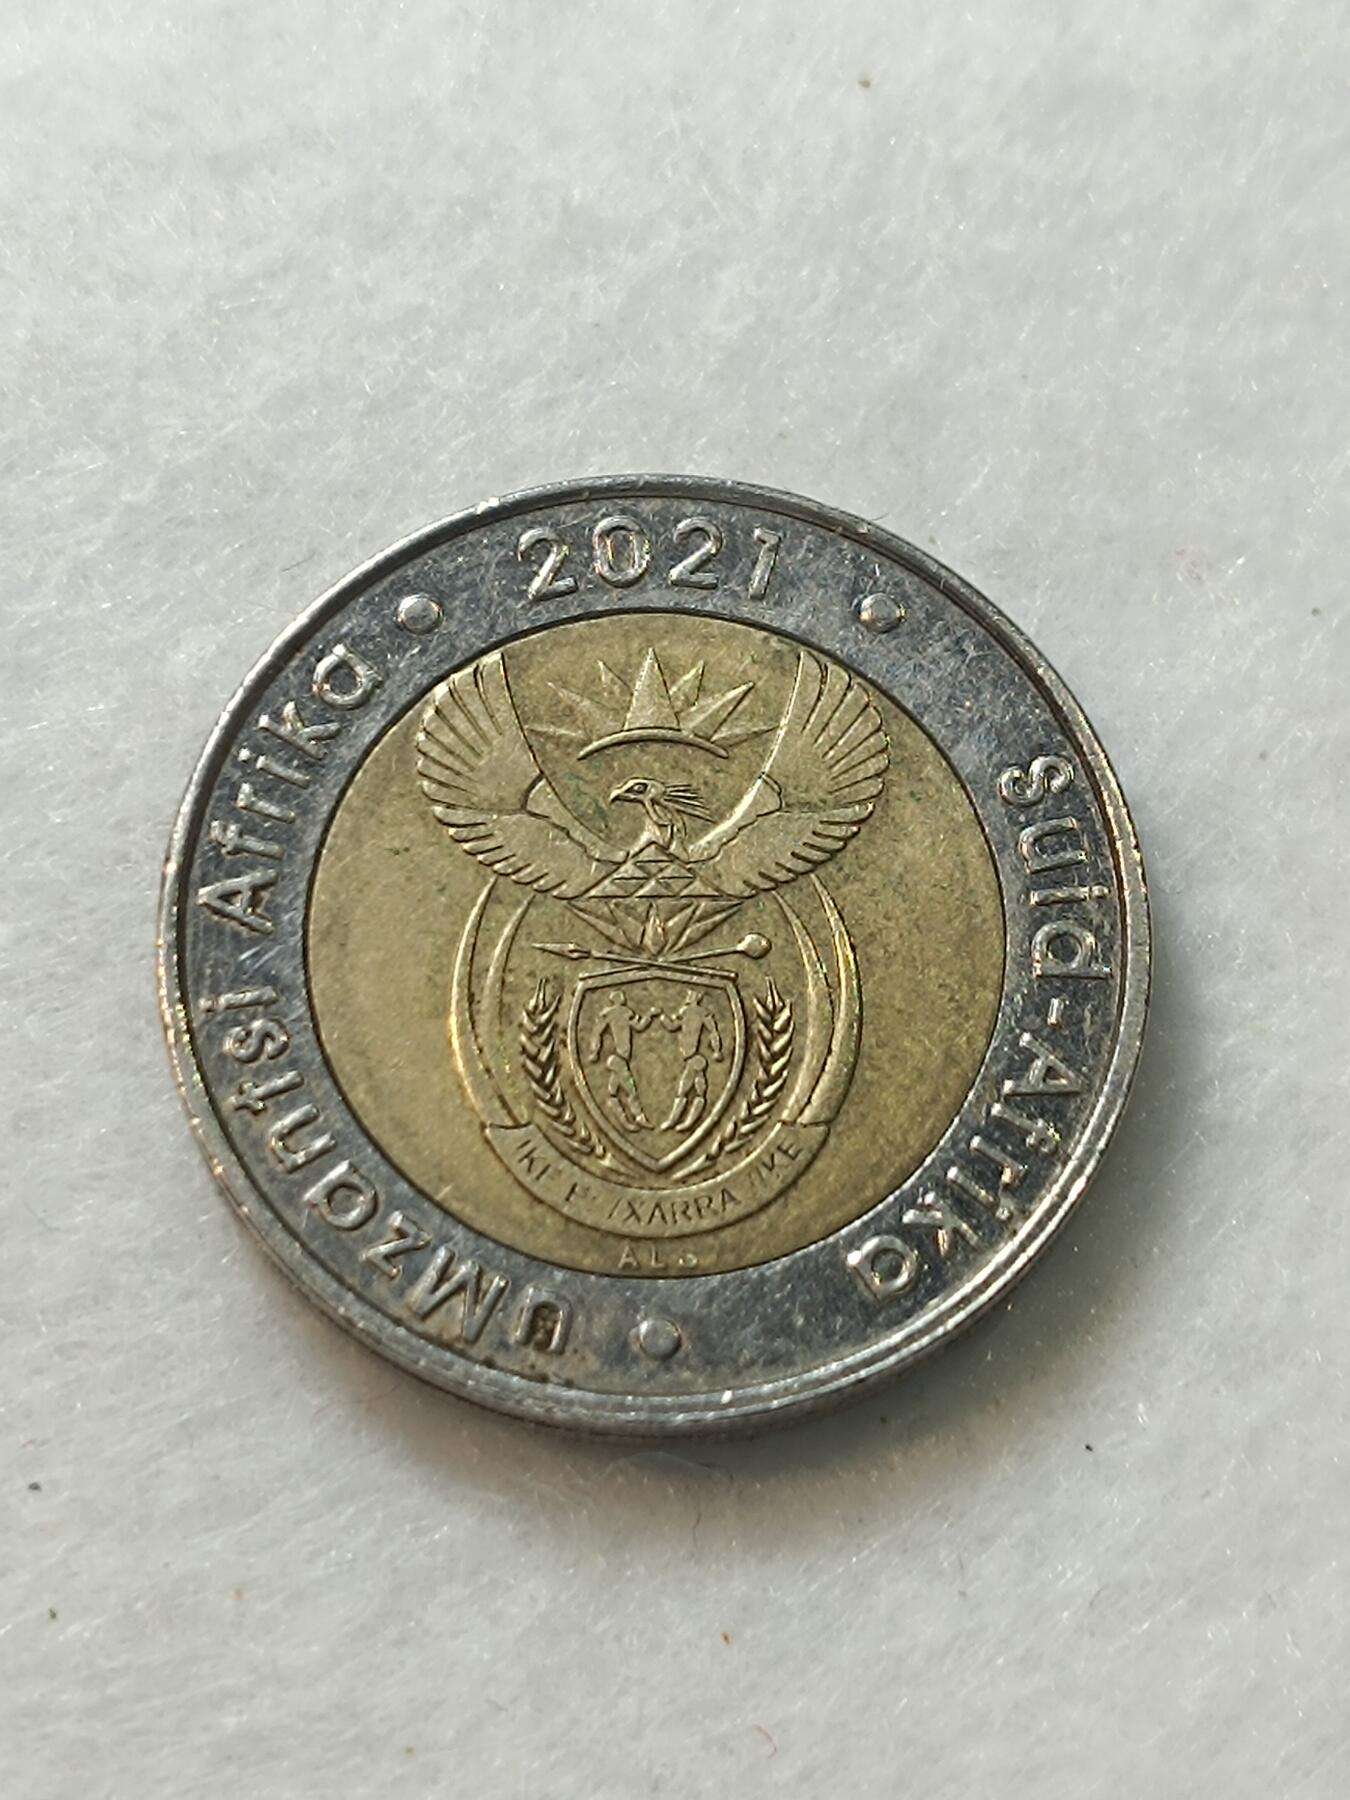 2021
Suid-Afrika
uMzantsi Afrika
!KE E: /XARRA //KE
ALS